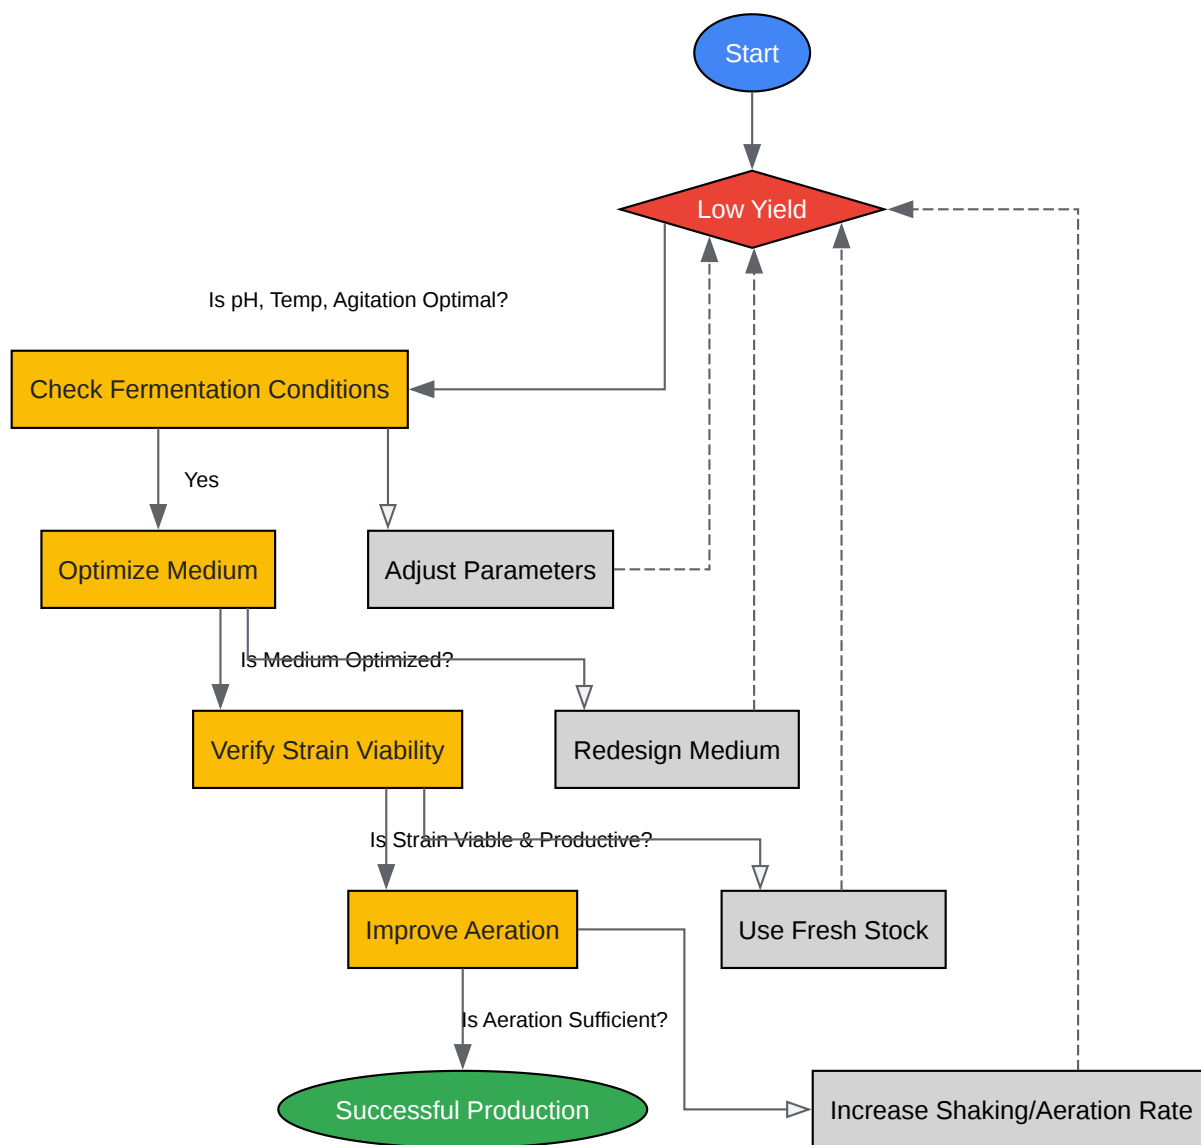 Start
Low Yield
Is pH, Temp, Agitation Optimal?
Check Fermentation Conditions
Yes
Optimize Medium
Adjust Parameters
Is Medium Optimized?
Verify Strain Viability
Redesign Medium
Is Strain Viable & Productive?
Improve Aeration
Use Fresh Stock
Is Aeration Sufficient?
Successful Production
Increase Shaking/Aeration Rate